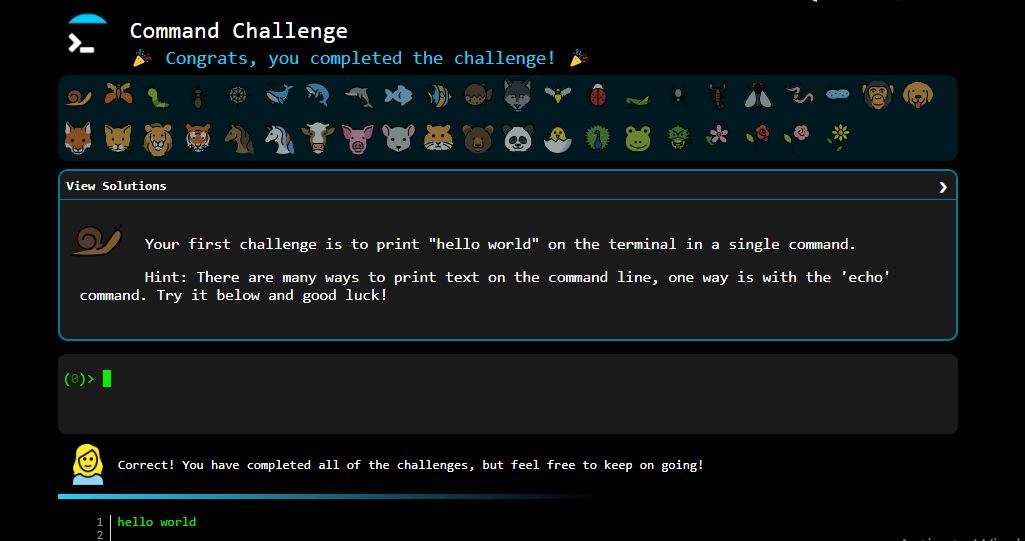 Command Challenge
Congrats, you completed the challenge!
View Solutions
Your first challenge is to print "hello world" on the terminal in a single command.
Hint: There are many ways to print text on the command line, one way is with the 'echo'
command. Try it below and good luck!
(0)>
Correct! You have completed all of the challenges, but feel free to keep on going!
1 hello world
2